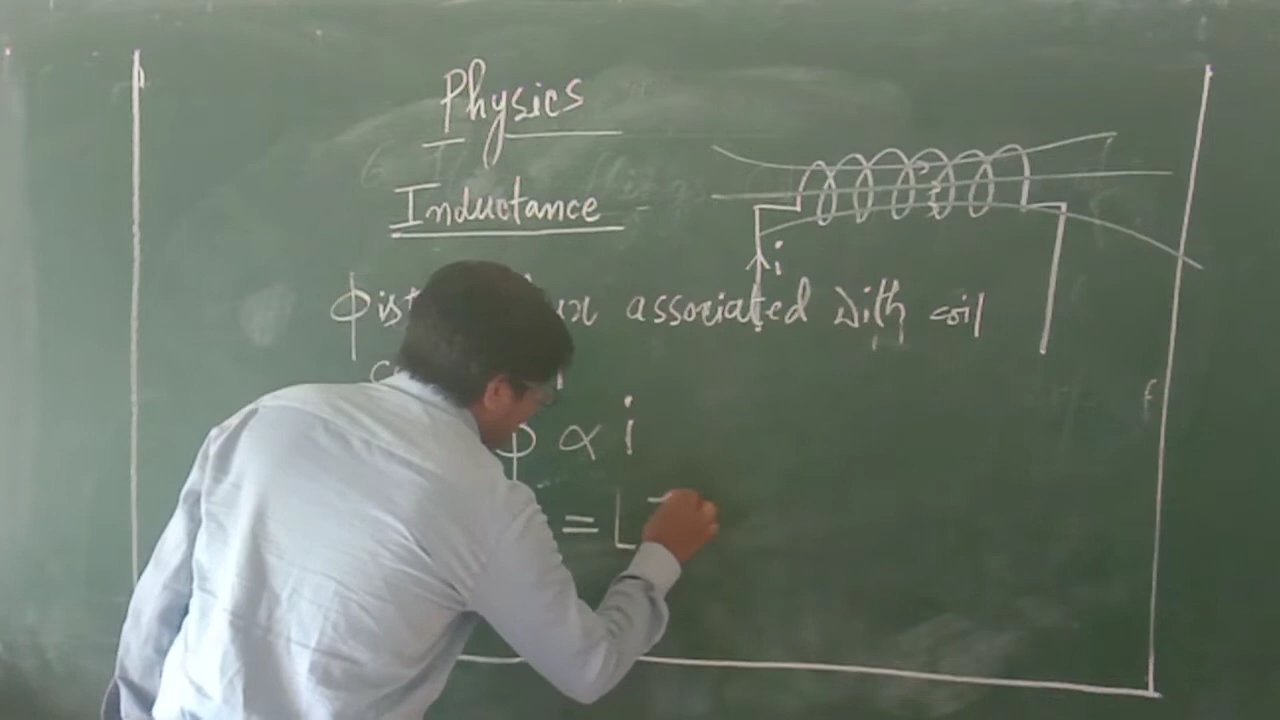 Physics
Inductance
i
ϕ is associated with coil
ϕ ∝ i
= L